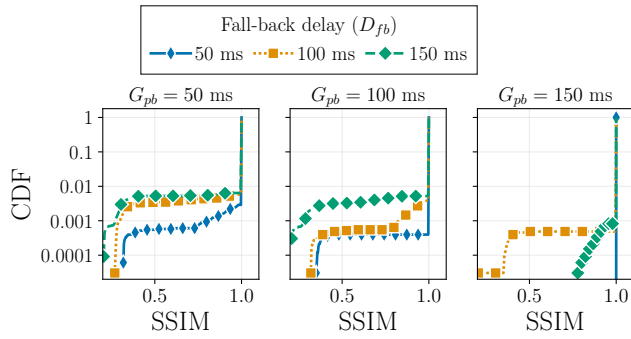 Fall-back delay (D_fb)
50 ms 100 ms 150 ms
G_pb = 50 ms G_pb = 100 ms G_pb = 150 ms
CDF
1
0.1
0.01
0.001
0.0001
0.5 1.0 0.5 1.0 0.5 1.0
SSIM SSIM SSIM